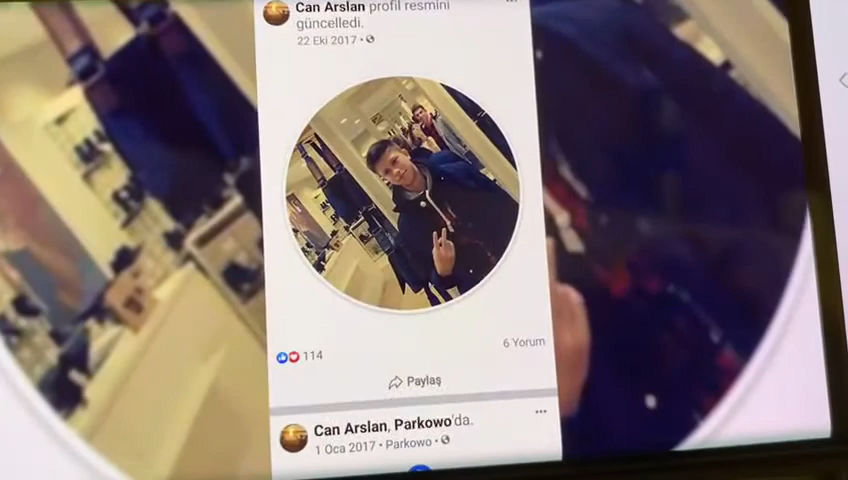 Can Arslan profil resmini
güncelledi.
22 Eki 2017 •
114
6 Yorum
Paylaş
Can Arslan, Parkowo'da.
1 Oca 2017 • Parkowo •